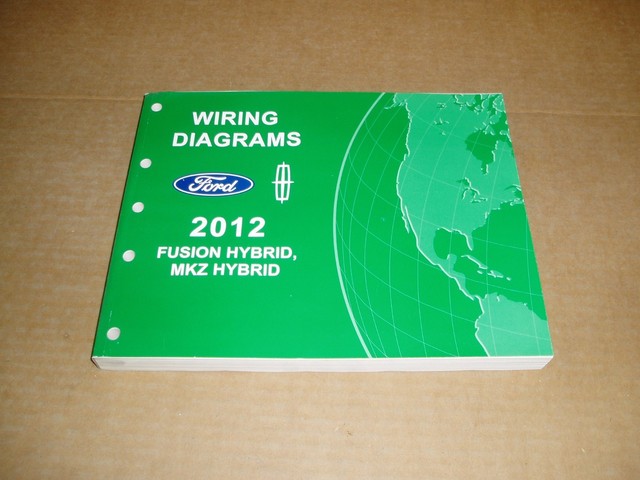 WIRING
DIAGRAMS
Ford
2012
FUSION HYBRID,
MKZ HYBRID